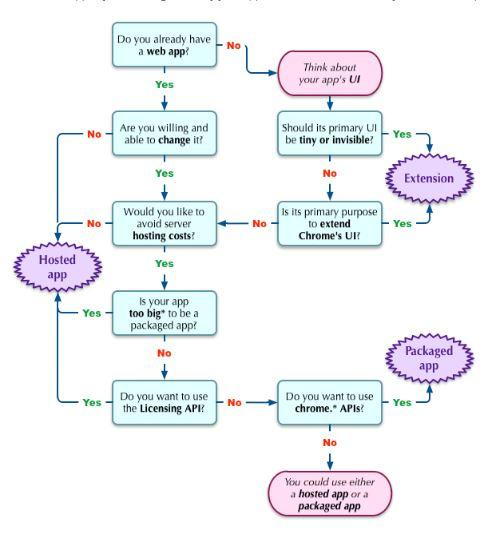 Do you already have
a web app?
No
Think about
your app's UI
Yes
Are you willing and
able to change it?
No
Should its primary UI
be tiny or invisible?
Yes
Extension
Yes
No
Would you like to
avoid server
hosting costs?
No
No
Is its primary purpose
to extend
Chrome's UI?
Yes
Hosted
app
Yes
Is your app
too big* to be a
packaged app?
Yes
No
Packaged
app
Do you want to use
the Licensing API?
Yes
No
Do you want to use
chrome.* APIs?
Yes
No
You could use either
a hosted app or a
packaged app